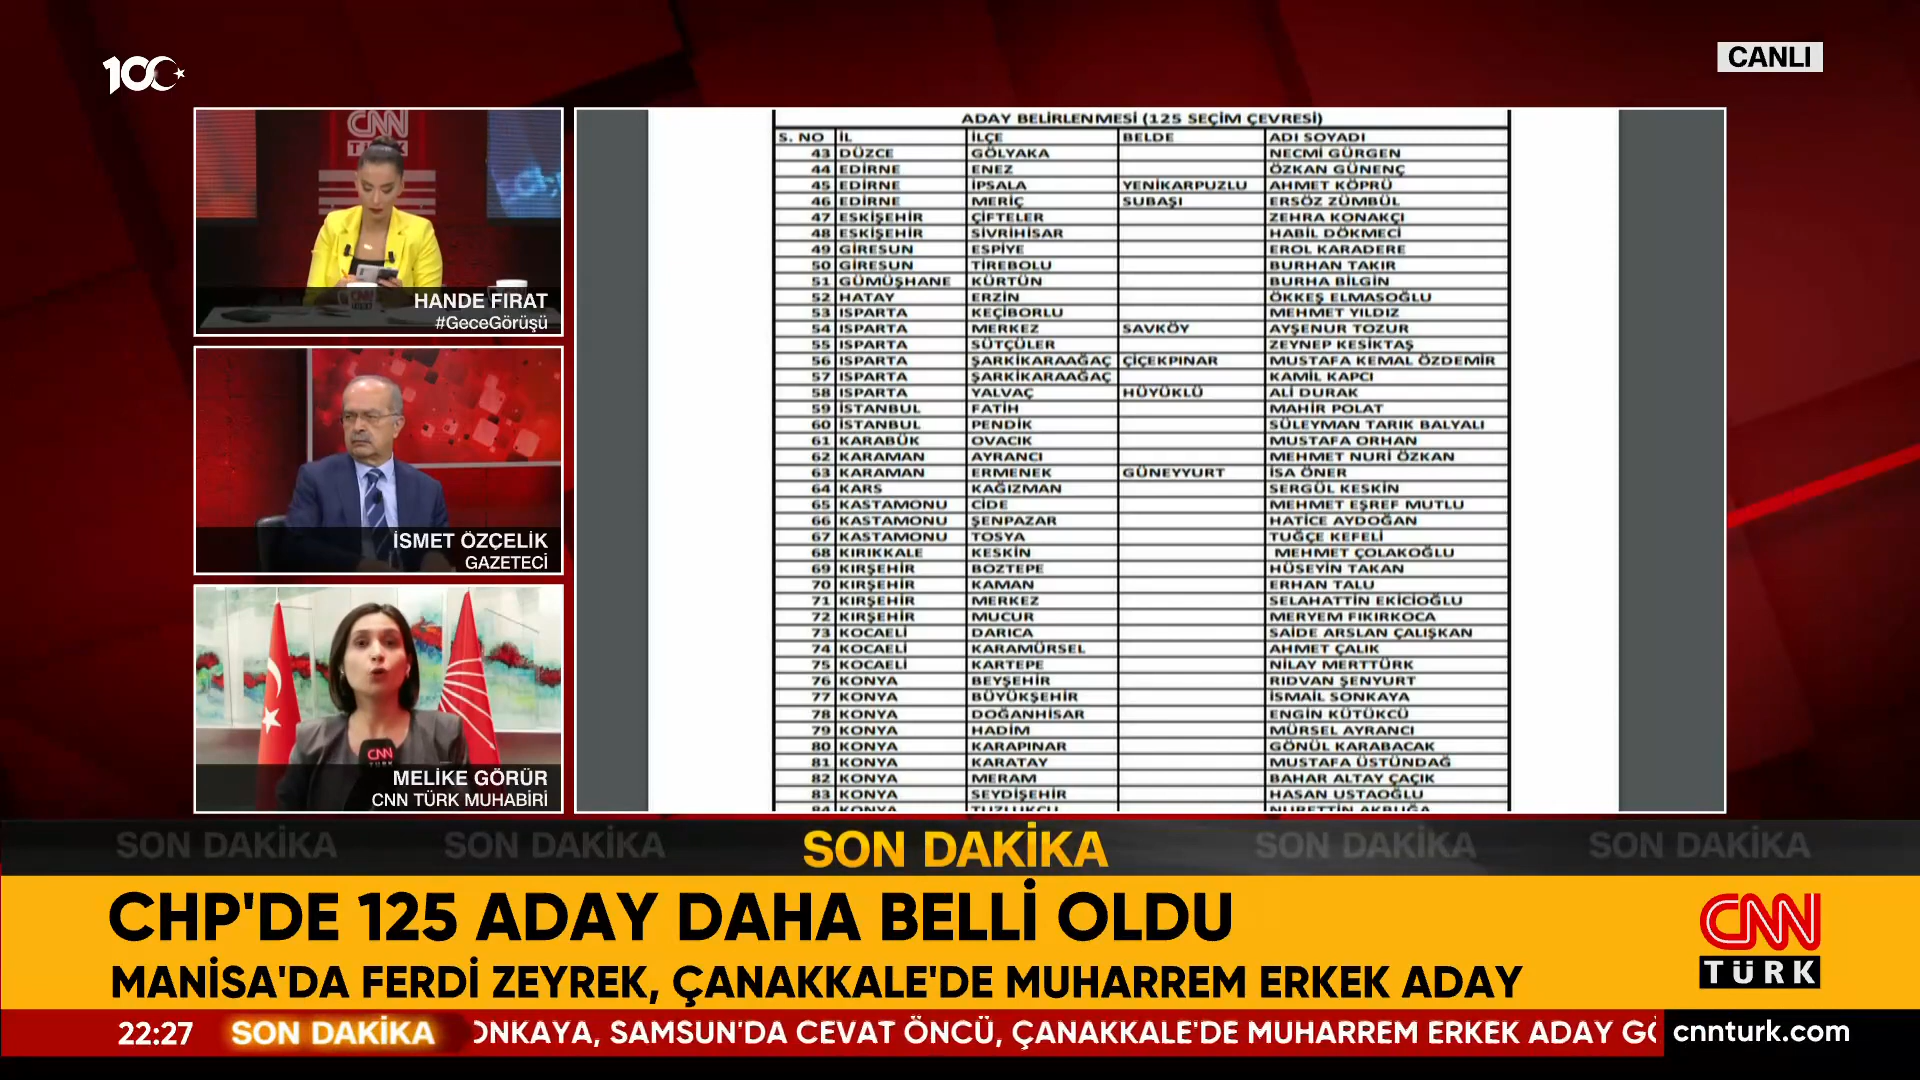 100
CANLI
CNN
TÜRK
HANDE FIRAT
#GeceGörüşü
İSMET ÖZÇELİK
GAZETECİ
CNN
TÜRK
MELİKE GÖRÜR
CNN TÜRK MUHABİRİ
ADAY BELİRLENMESİ (125 SEÇİM ÇEVRESİ)
S. NO İL İLÇE BELDE ADI SOYADI
43 DÜZCE GÖLYAKA NECMİ GÜRGEN
44 EDİRNE ENEZ ÖZKAN GÜNENÇ
45 EDİRNE İPSALA YENİKARPUZLU AHMET KÖPRÜ
46 EDİRNE MERİÇ SUBAŞI ERSÖZ ZÜMBÜL
47 ESKİŞEHİR ÇİFTELER ZEHRA KONAKÇI
48 ESKİŞEHİR SİVRİHİSAR HABİL DÖKMECİ
49 GİRESUN ESPİYE EROL KARADERE
50 GİRESUN TİREBOLU BURHAN TAKIR
51 GÜMÜŞHANE KÜRTÜN BURHA BİLGİN
52 HATAY ERZİN ÖKKEŞ ELMASOĞLU
53 ISPARTA KEÇİBORLU MEHMET YILDIZ
54 ISPARTA MERKEZ SAVKÖY AYŞENUR TOZUR
55 ISPARTA SÜTÇÜLER ZEYNEP KESİKTAŞ
56 ISPARTA ŞARKİKARAAĞAÇ ÇİÇEKPINAR MUSTAFA KEMAL ÖZDEMİR
57 ISPARTA ŞARKİKARAAĞAÇ KAMİL KAPCI
58 ISPARTA YALVAÇ HÜYÜKLÜ ALİ DURAK
59 İSTANBUL FATİH MAHİR POLAT
60 İSTANBUL PENDİK SÜLEYMAN TARIK BALYALI
61 KARABÜK OVACIK MUSTAFA ORHAN
62 KARAMAN AYRANCI MEHMET NURİ ÖZKAN
63 KARAMAN ERMENEK GÜNEYYURT İSA ÖNER
64 KARS KAĞIZMAN SERGÜL KESKİN
65 KASTAMONU CİDE MEHMET EŞREF MUTLU
66 KASTAMONU ŞENPAZAR HATİCE AYDOĞAN
67 KASTAMONU TOSYA TUĞÇE KEFELİ
68 KIRIKKALE KESKİN MEHMET ÇOLAKOĞLU
69 KIRŞEHİR BOZTEPE HÜSEYİN TAKAN
70 KIRŞEHİR KAMAN ERHAN TALU
71 KIRŞEHİR MERKEZ SELAHATTİN EKİCİOĞLU
72 KIRŞEHİR MUCUR MERYEM FIKIRKOCA
73 KOCAELİ DARICA SAİDE ARSLAN ÇALIŞKAN
74 KOCAELİ KARAMÜRSEL AHMET ÇALIK
75 KOCAELİ KARTEPE NİLAY MERTTÜRK
76 KONYA BEYŞEHİR RIDVAN ŞENYURT
77 KONYA BÜYÜKŞEHİR İSMAİL SONKAYA
78 KONYA DOĞANHİSAR ENGİN KÜTÜKCÜ
79 KONYA HADİM MÜRSEL AYRANCI
80 KONYA KARAPINAR GÖNÜL KARABACAK
81 KONYA KARATAY MUSTAFA ÜSTÜNDAĞ
82 KONYA MERAM BAHAR ALTAY ÇAÇIK
83 KONYA SEYDİŞEHİR HASAN USTAOĞLU
84 KONYA TUZLUKÇU NURETTİN AKBUĞA
SON DAKİKA SON DAKİKA SON DAKİKA SON DAKİKA SON DAKİKA
CHP'DE 125 ADAY DAHA BELLİ OLDU
MANİSA'DA FERDİ ZEYREK, ÇANAKKALE'DE MUHARREM ERKEK ADAY
CNN
TÜRK
22:27 SON DAKİKA ONKAYA, SAMSUN'DA CEVAT ÖNCÜ, ÇANAKKALE'DE MUHARREM ERKEK ADAY GÖ cnnturk.com